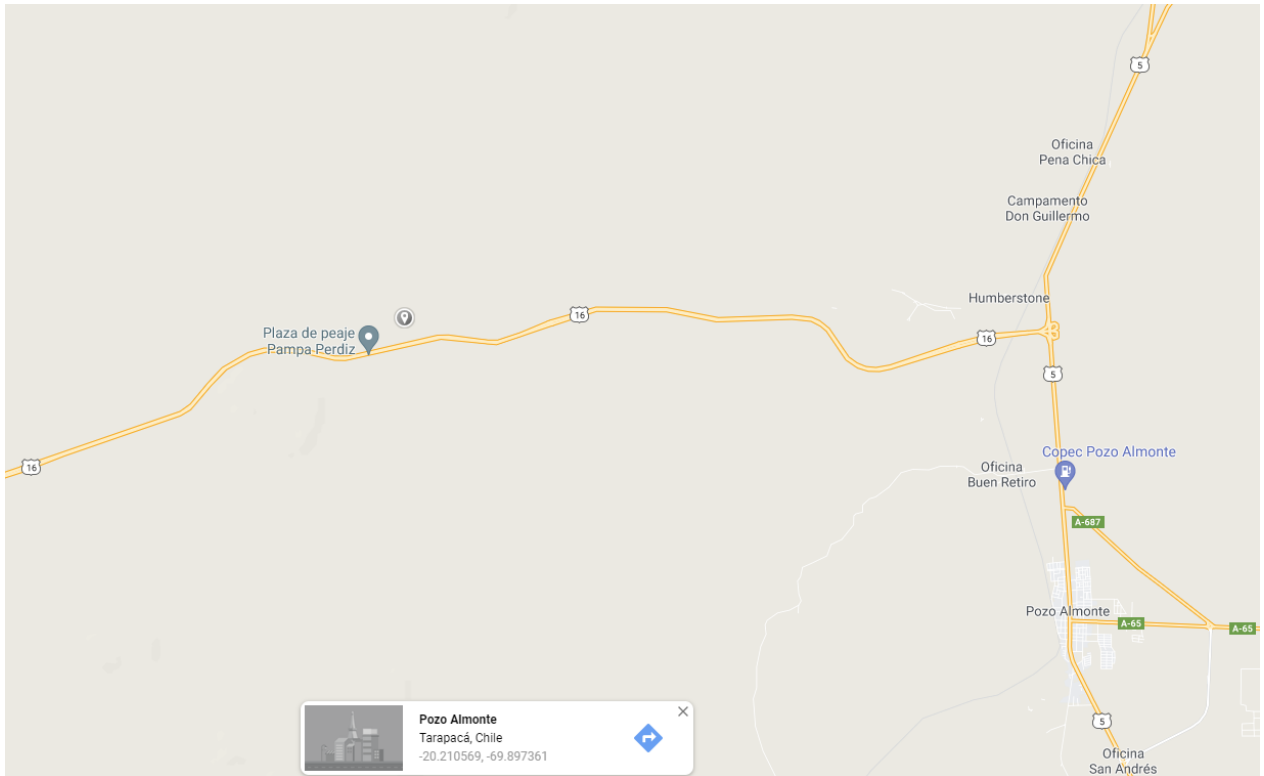 5
Oficina
Pena Chica
Campamento
Don Guillermo
Humberstone
16
Plaza de peaje
Pampa Perdiz
16
5
16
Copec Pozo Almonte
Oficina
Buen Retiro
A-687
Pozo Almonte
A-65
A-65
Pozo Almonte
Tarapacá, Chile
-20.210569, -69.897361
5
Oficina
San Andrés